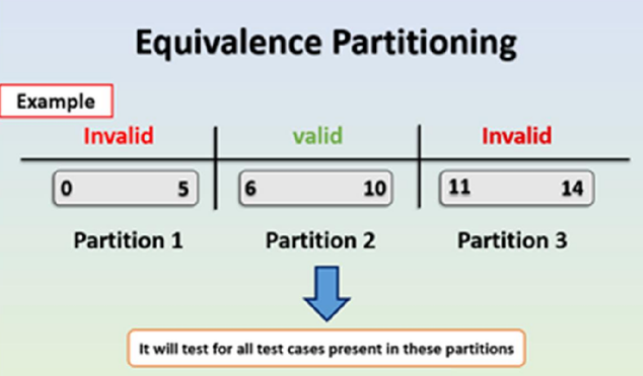 Equivalence Partitioning
Example
Invalid valid Invalid
0 5 6 10 11 14
Partition 1 Partition 2 Partition 3
It will test for all test cases present in these partitions